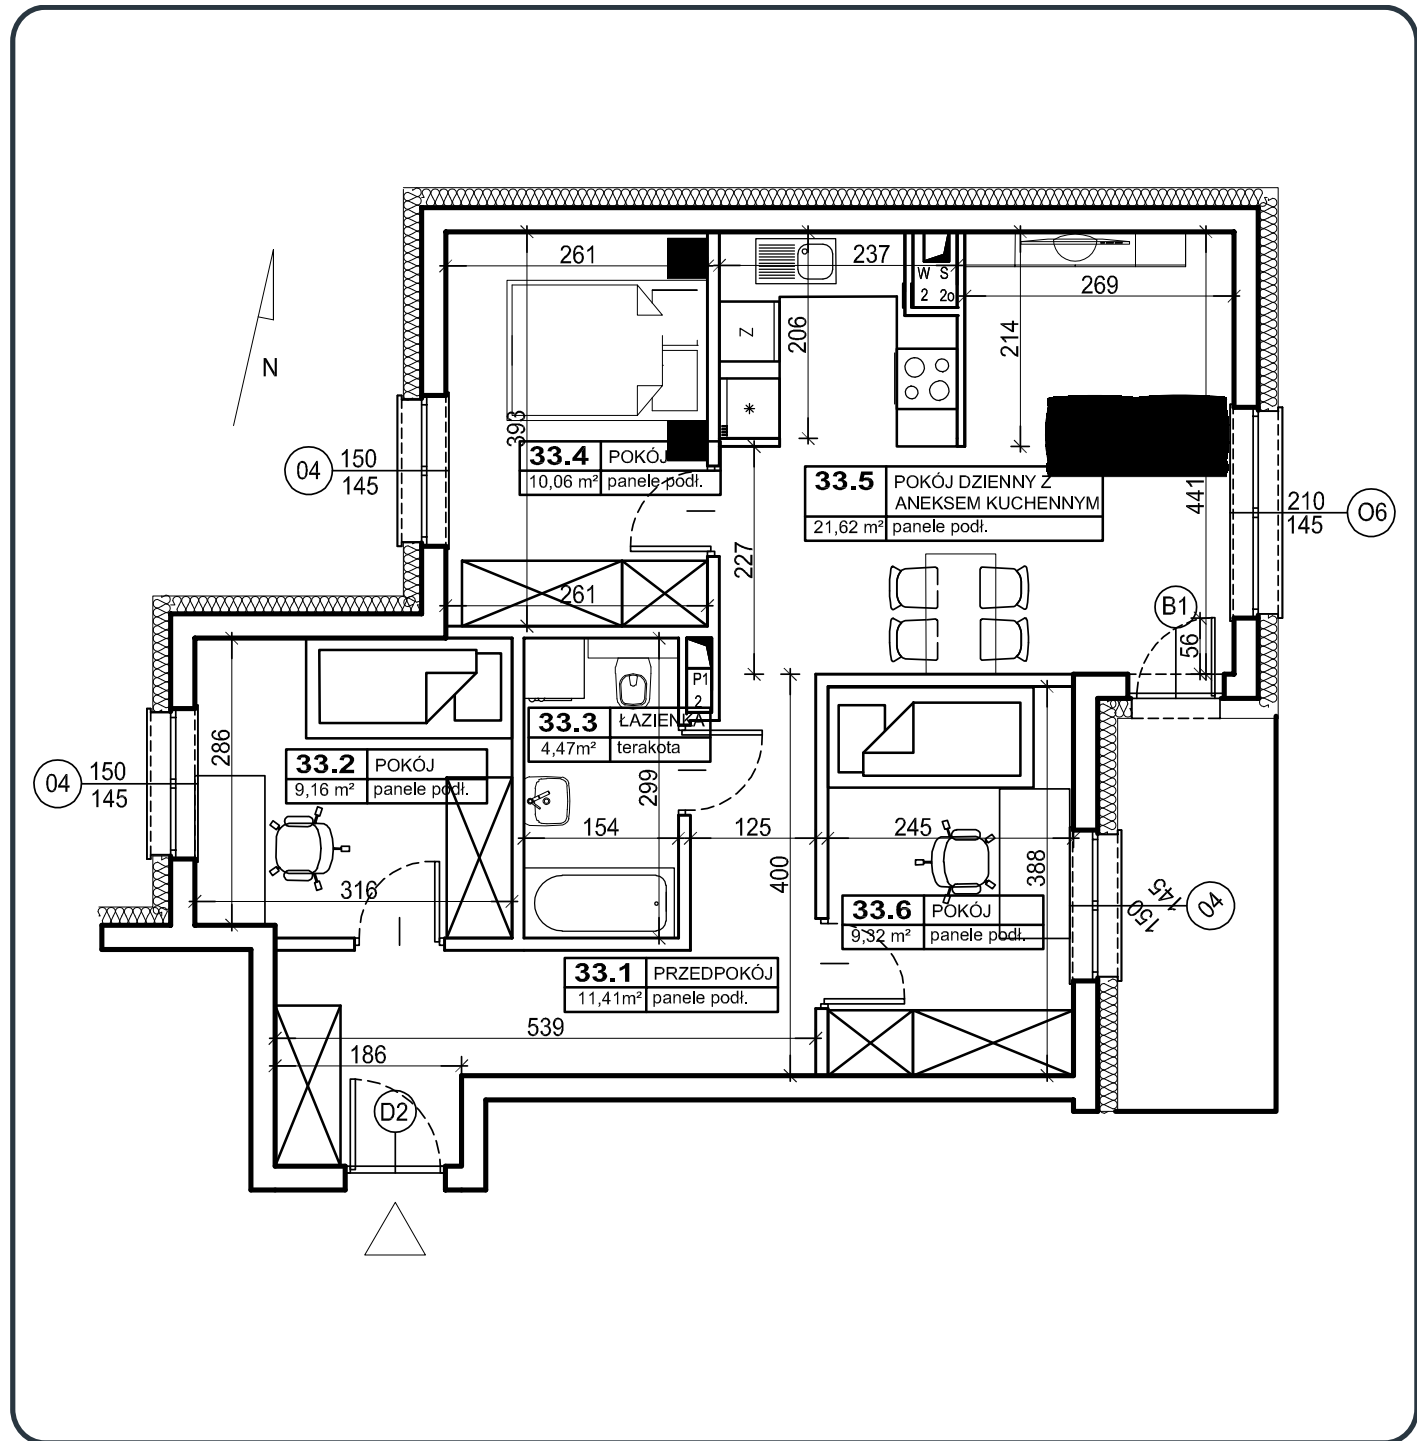 261
237
269
W S
2 2o
Z
206
214
N
393
*
33.4 POKÓJ
10,06 m² panele podł.
04 150
145
33.5 POKÓJ DZIENNY Z
ANEKSEM KUCHENNYM
21,62 m² panele podł.
441
210
145
O6
227
261
B1
56
P1
2
33.3 ŁAZIENKA
4,47m² terakota
286
33.2 POKÓJ
9,16 m² panele podł.
04 150
145
299
154
125
245
400
388
316
33.6 POKÓJ
9,32 m² panele podł.
150
145
04
33.1 PRZEDPOKÓJ
11,41m² panele podł.
539
186
D2